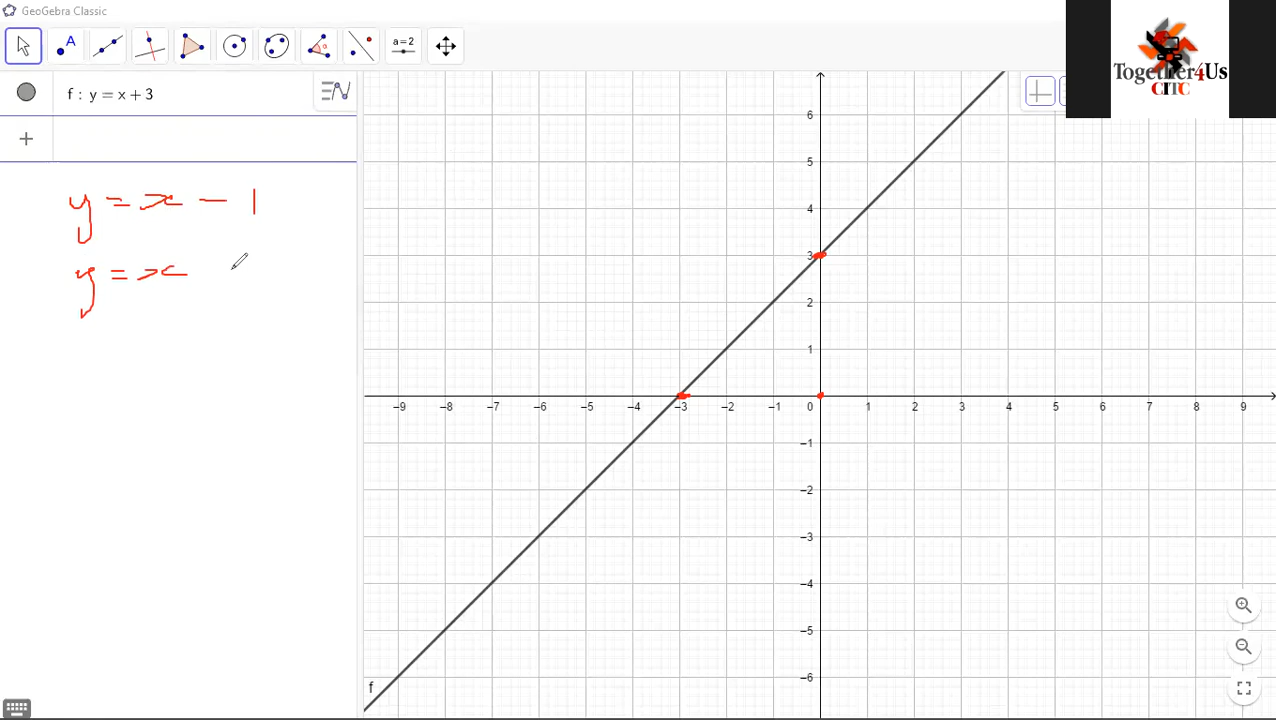 GeoGebra Classic
A
a = 2
f : y = x + 3
Together4Us
CITC
y = x - 1
y = x
6
5
4
3
2
1
–9 –8 –7 –6 –5 –4 –3 –2 –1 0 1 2 3 4 5 6 7 8 9
–1
–2
–3
–4
–5
–6
f